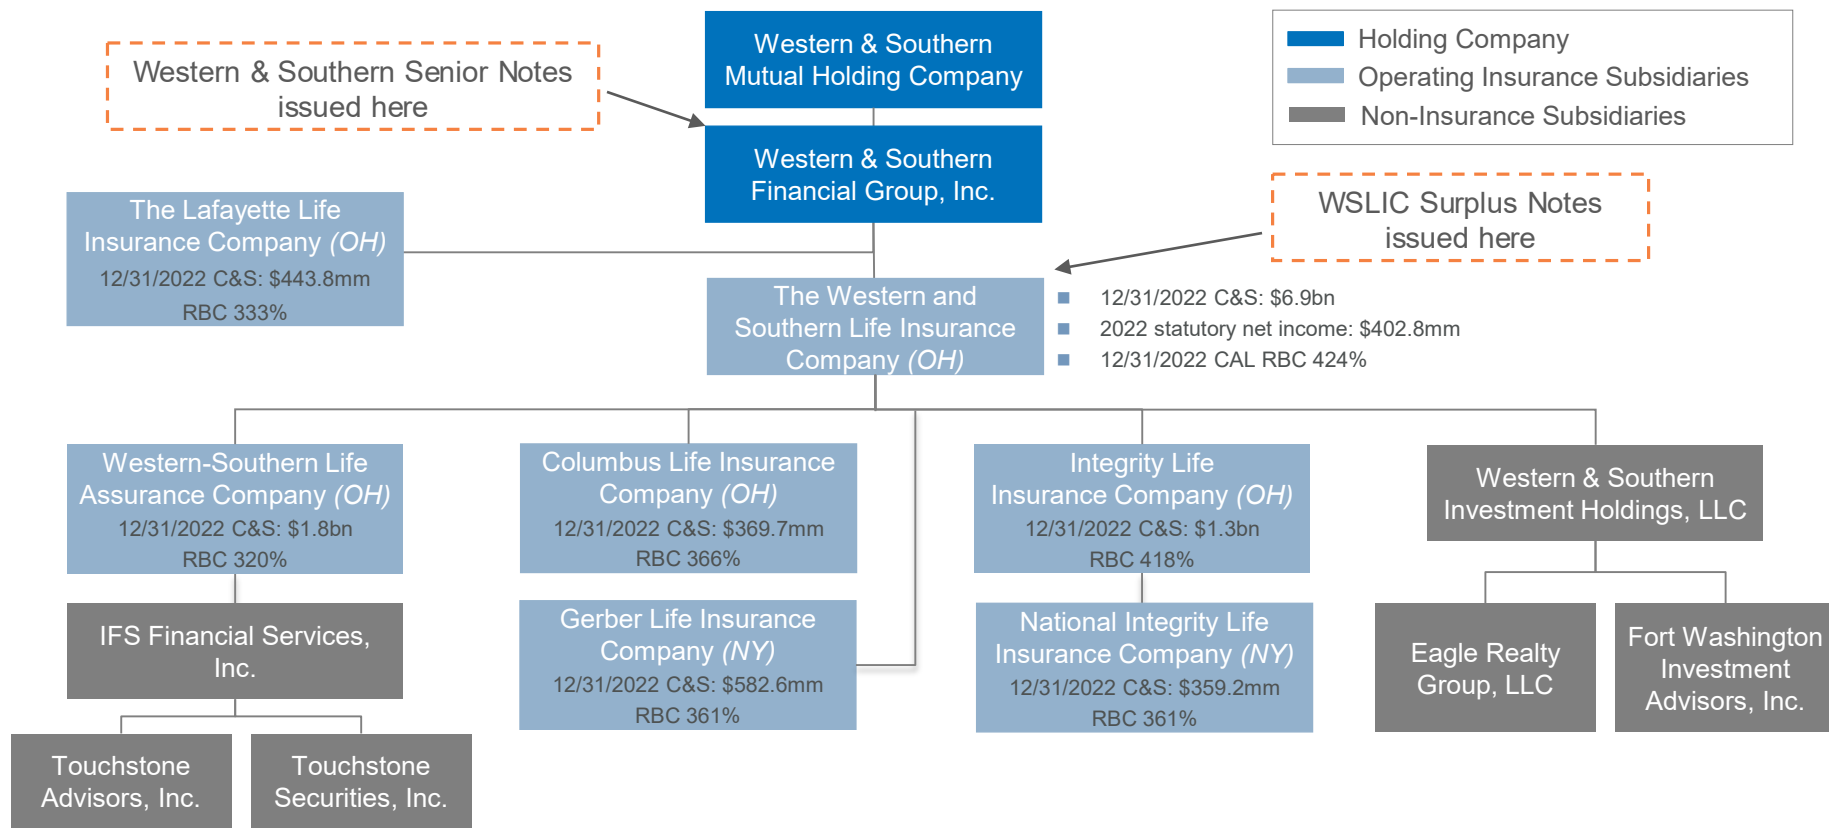 Western & Southern
Mutual Holding Company
Holding Company
Operating Insurance Subsidiaries
Non-Insurance Subsidiaries
Western & Southern Senior Notes
issued here
Western & Southern
Financial Group, Inc.
WSLIC Surplus Notes
issued here
The Lafayette Life
Insurance Company (OH)
12/31/2022 C&S: $443.8mm
RBC 333%
The Western and
Southern Life Insurance
Company (OH)
12/31/2022 C&S: $6.9bn
2022 statutory net income: $402.8mm
12/31/2022 CAL RBC 424%
Western-Southern Life
Assurance Company (OH)
12/31/2022 C&S: $1.8bn
RBC 320%
Columbus Life Insurance
Company (OH)
12/31/2022 C&S: $369.7mm
RBC 366%
Integrity Life
Insurance Company (OH)
12/31/2022 C&S: $1.3bn
RBC 418%
Western & Southern
Investment Holdings, LLC
IFS Financial Services,
Inc.
Gerber Life Insurance
Company (NY)
12/31/2022 C&S: $582.6mm
RBC 361%
National Integrity Life
Insurance Company (NY)
12/31/2022 C&S: $359.2mm
RBC 361%
Eagle Realty
Group, LLC
Fort Washington
Investment
Advisors, Inc.
Touchstone
Advisors, Inc.
Touchstone
Securities, Inc.